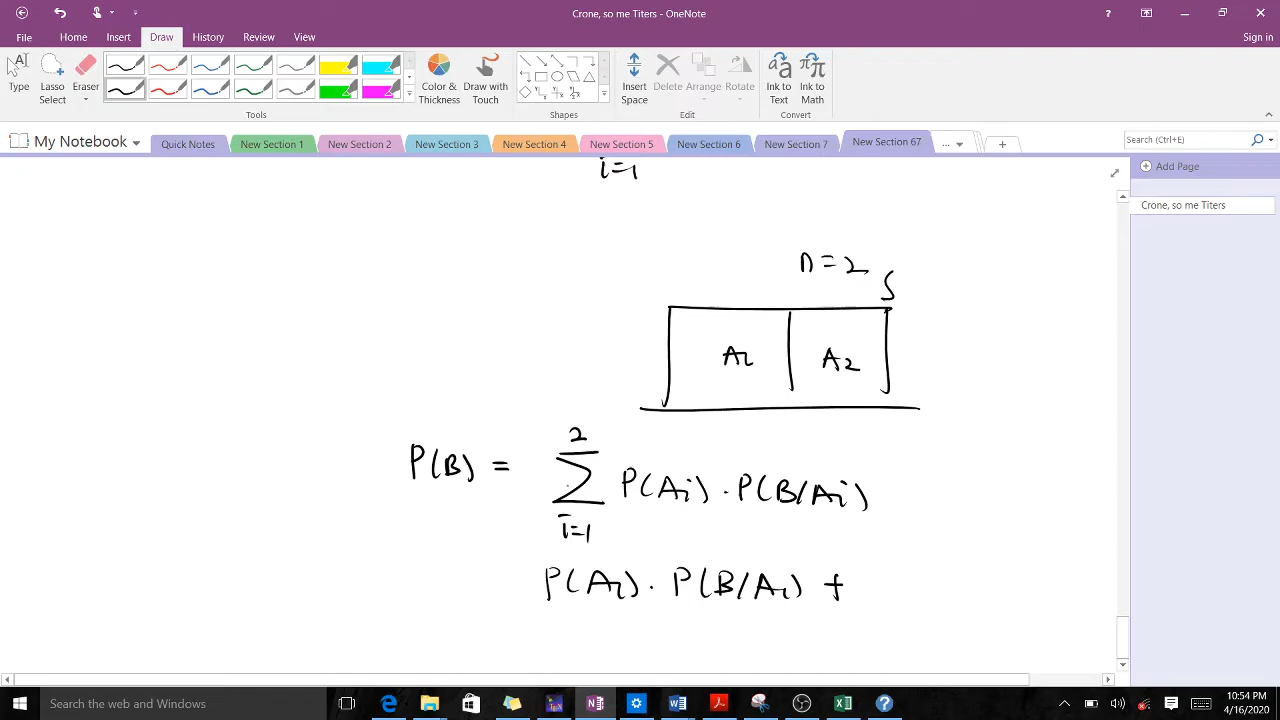 Crone, so me Titers - OneNote
File Home Insert Draw History Review View Sign in
Type Lasso Select Eraser Color & Thickness Draw with Touch Insert Space Delete Arrange Rotate Ink to Text Ink to Math
Tools Shapes Edit Convert
My Notebook Quick Notes New Section 1 New Section 2 New Section 3 New Section 4 New Section 5 New Section 6 New Section 7 New Section 67 ... Search (Ctrl+E)
Add Page
Crone, so me Titers
i=1
n=2
S
A1 A2
2
P(B) = ∑ P(Ai) . P(B/Ai)
i=1
P(A1) . P(B/A1) +
Search the web and Windows
10:54 PM
4/16/2020